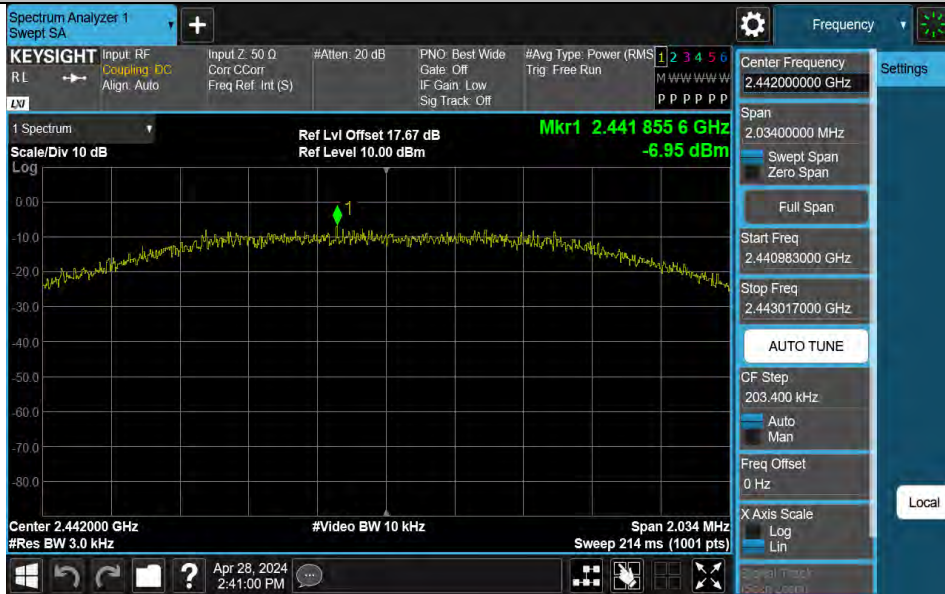 Spectrum Analyzer 1
Swept SA
Frequency
KEYSIGHT
RL
LXI
Input: RF
Coupling: DC
Align: Auto
Input Z: 50 Ω
Corr CCorr
Freq Ref: Int (S)
#Atten: 20 dB
PNO: Best Wide
Gate: Off
IF Gain: Low
Sig Track: Off
#Avg Type: Power (RMS
Trig: Free Run
1 2 3 4 5 6
M W W W W W
P P P P P P
1 Spectrum
Scale/Div 10 dB
Ref Lvl Offset 17.67 dB
Ref Level 10.00 dBm
Mkr1 2.441 855 6 GHz
-6.95 dBm
Log
0.00
-10.0
-20.0
-30.0
-40.0
-50.0
-60.0
-70.0
-80.0
1
Center 2.442000 GHz
#Res BW 3.0 kHz
#Video BW 10 kHz
Span 2.034 MHz
Sweep 214 ms (1001 pts)
Apr 28, 2024
2:41:00 PM
Center Frequency
2.442000000 GHz
Span
2.03400000 MHz
Swept Span
Zero Span
Full Span
Start Freq
2.440983000 GHz
Stop Freq
2.443017000 GHz
AUTO TUNE
CF Step
203.400 kHz
Auto
Man
Freq Offset
0 Hz
X Axis Scale
Log
Lin
Settings
Local